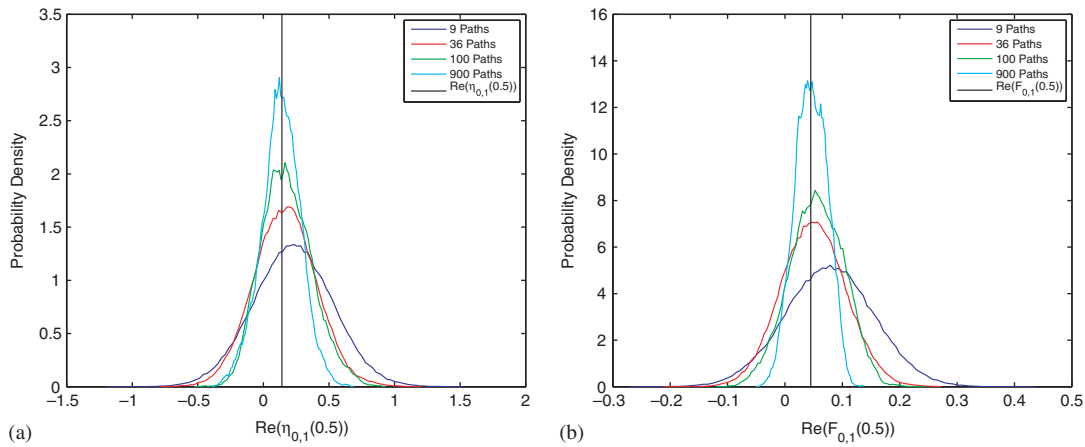 3.5
3
2.5
2
1.5
1
0.5
0
Probability Density
−1.5
−1
−0.5
0
0.5
1
1.5
2
Re(η0,1(0.5))
(a)
9 Paths
36 Paths
100 Paths
900 Paths
Re(η0,1(0.5))
16
14
12
10
8
6
4
2
0
Probability Density
−0.3
−0.2
−0.1
0
0.1
0.2
0.3
0.4
0.5
Re(F0,1(0.5))
(b)
9 Paths
36 Paths
100 Paths
900 Paths
Re(F0,1(0.5))